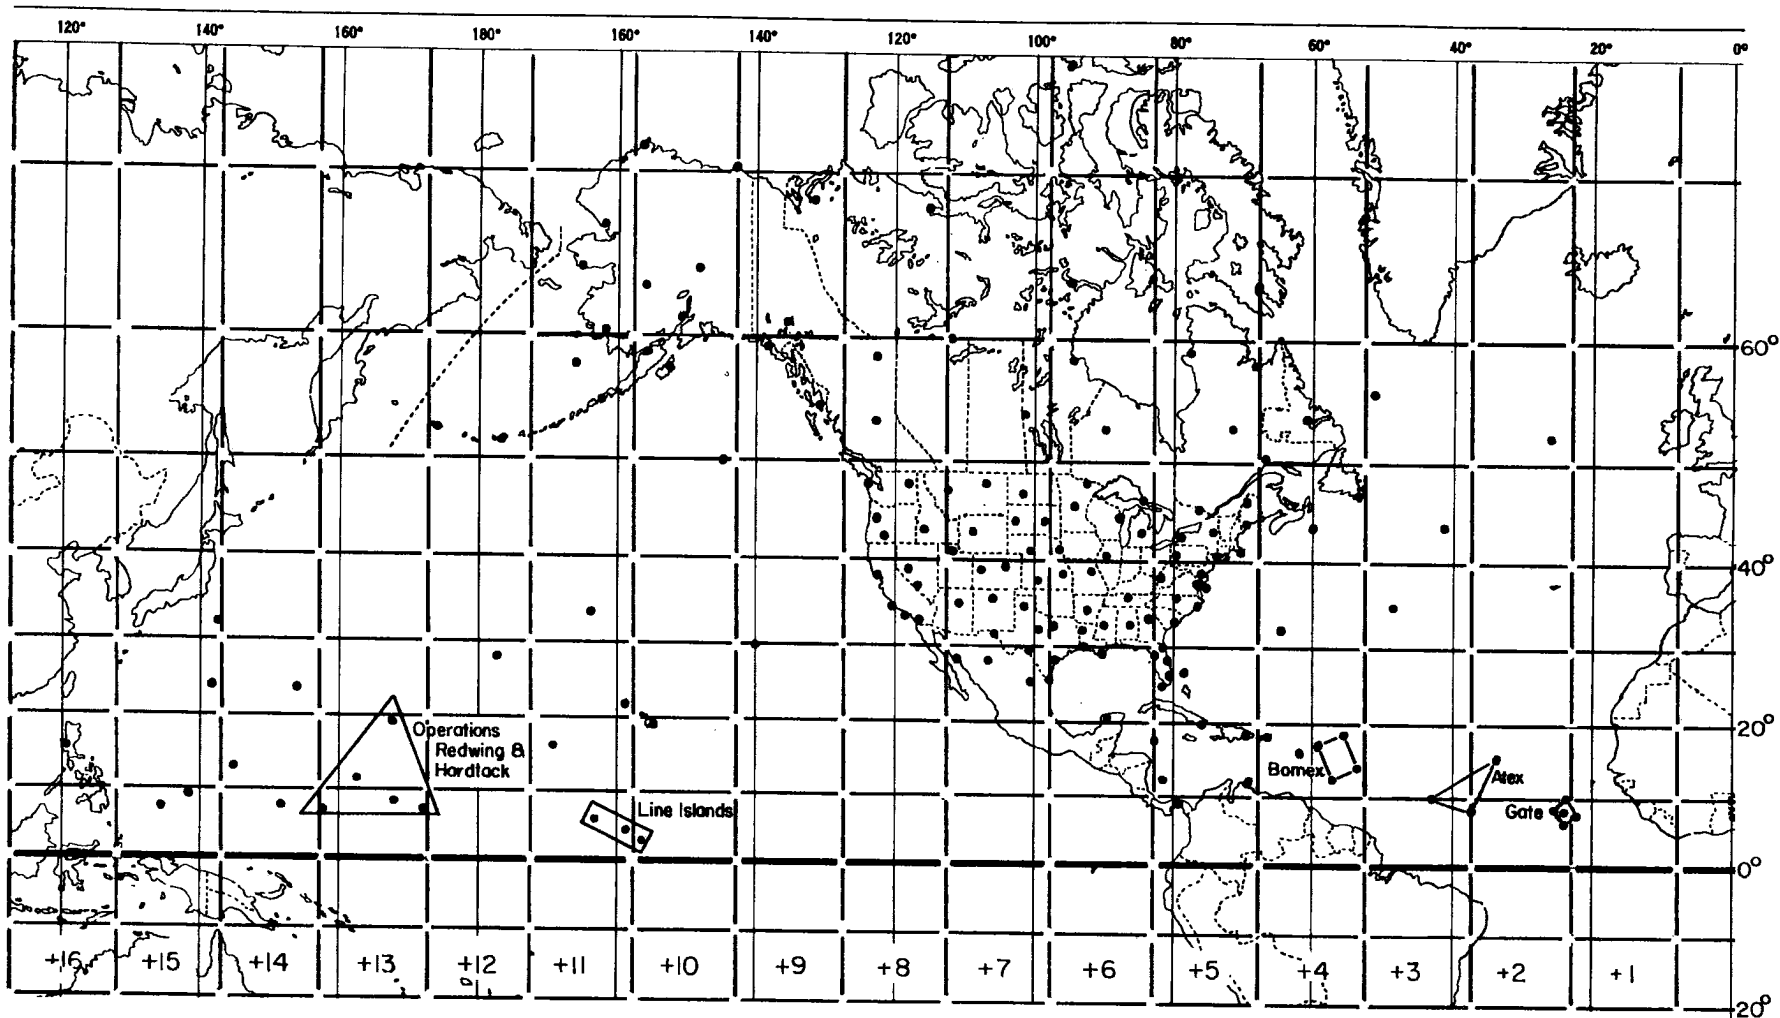 120° 140° 160° 180° 160° 140° 120° 100° 80° 60° 40° 20° 0°
60°
40°
Operations
Redwing &
Hardtack
20°
Bomex
Atex
Line Islands
Gate
0°
+16 +15 +14 +13 +12 +11 +10 +9 +8 +7 +6 +5 +4 +3 +2 +1
20°